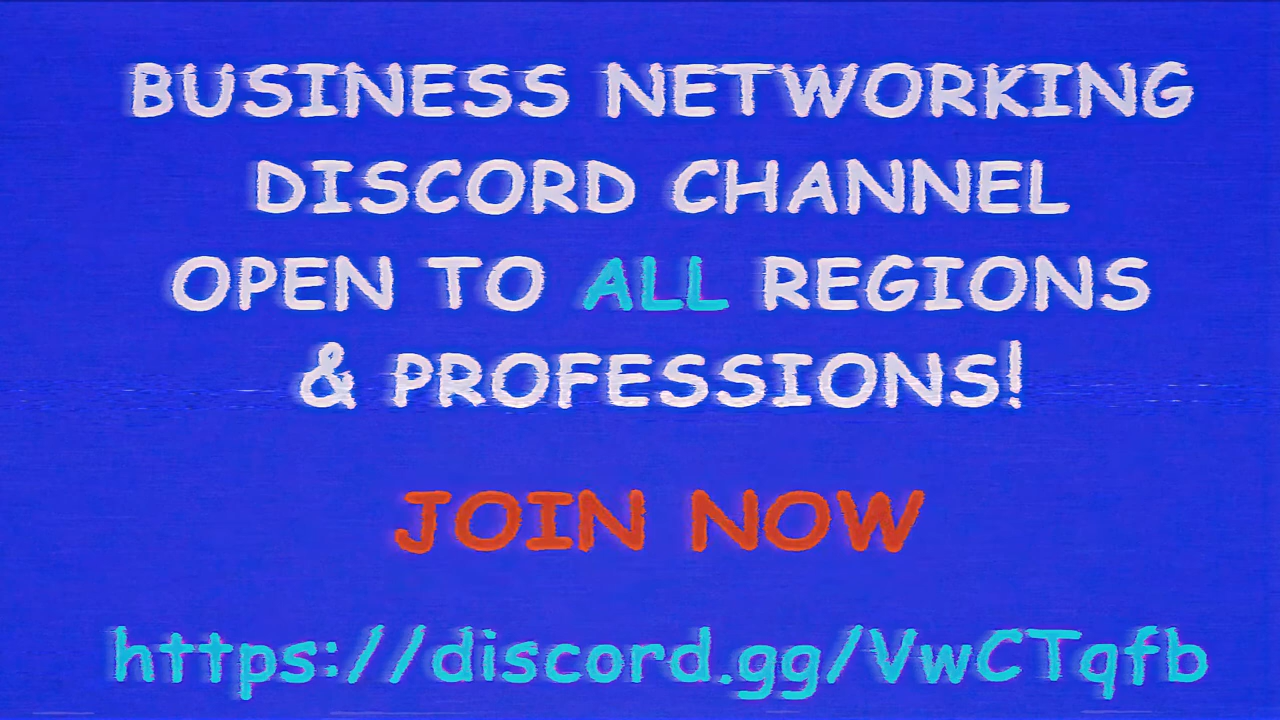 BUSINESS NETWORKING
DISCORD CHANNEL
OPEN TO ALL REGIONS
& PROFESSIONS!
JOIN NOW
https://discord.gg/VwCTqfb